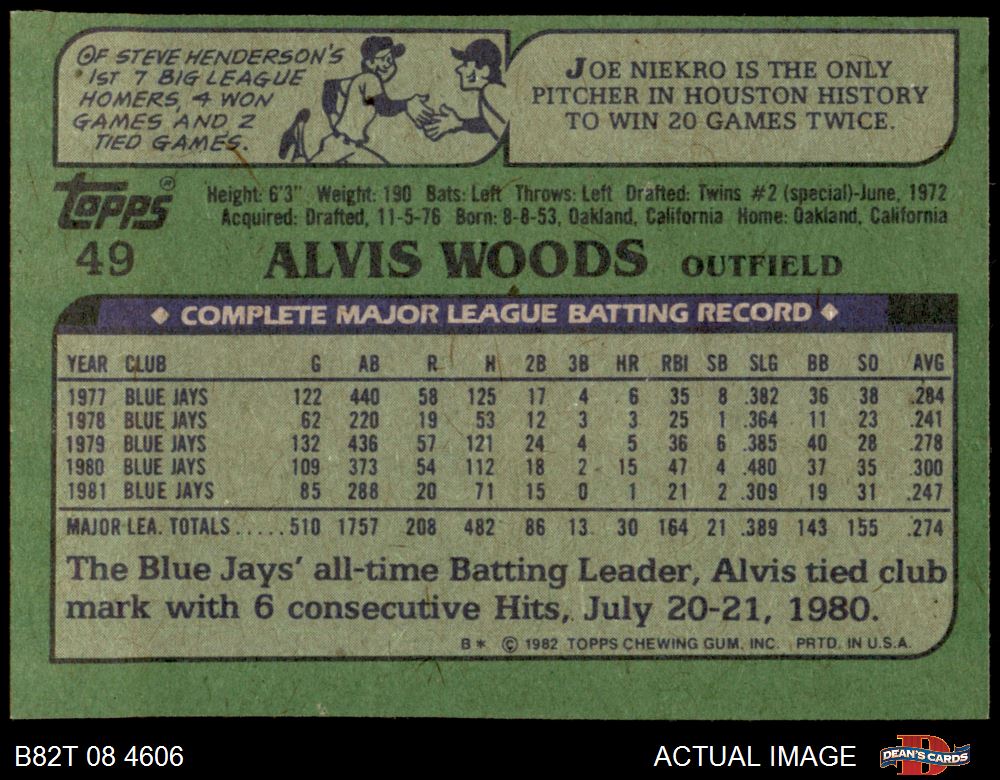 OF STEVE HENDERSON'S
1ST 7 BIG LEAGUE
HOMERS, 4 WON
GAMES AND 2
TIED GAMES.
JOE NIEKRO IS THE ONLY
PITCHER IN HOUSTON HISTORY
TO WIN 20 GAMES TWICE.
topps®
Height: 6'3" Weight: 190 Bats: Left Throws: Left Drafted: Twins #2 (special)-June, 1972
Acquired: Drafted, 11-5-76 Born: 8-8-53, Oakland, California Home: Oakland, California
49 ALVIS WOODS OUTFIELD
COMPLETE MAJOR LEAGUE BATTING RECORD
YEAR CLUB G AB R H 2B 3B HR RBI SB SLG BB SO AVG
1977 BLUE JAYS 122 440 58 125 17 4 6 35 8 .382 36 38 .284
1978 BLUE JAYS 62 220 19 53 12 3 3 25 1 .364 11 23 .241
1979 BLUE JAYS 132 436 57 121 24 4 5 36 6 .385 40 28 .278
1980 BLUE JAYS 109 373 54 112 18 2 15 47 4 .480 37 35 .300
1981 BLUE JAYS 85 288 20 71 15 0 1 21 2 .309 19 31 .247
MAJOR LEA. TOTALS.....510 1757 208 482 86 13 30 164 21 .389 143 155 .274
The Blue Jays' all-time Batting Leader, Alvis tied club
mark with 6 consecutive Hits, July 20-21, 1980.
B* © 1982 TOPPS CHEWING GUM, INC. PRTD. IN U.S.A.
B82T 08 4606
ACTUAL IMAGE
D
DEAN'S CARDS